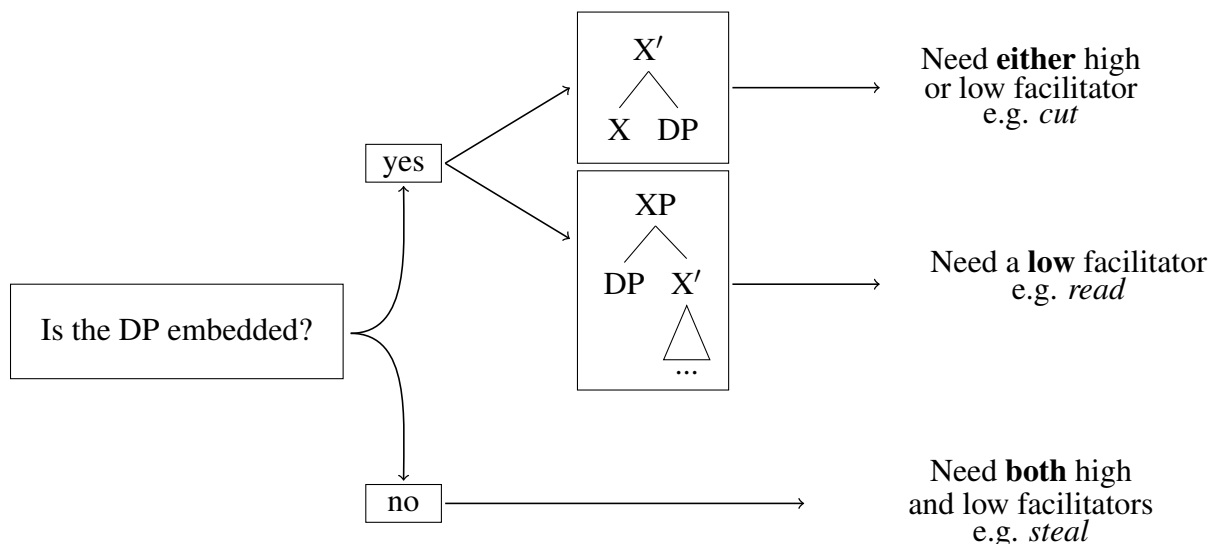 Is the DP embedded?
yes
X′
X DP
Need either high
or low facilitator
e.g. cut
XP
DP X′
...
Need a low facilitator
e.g. read
no
Need both high
and low facilitators
e.g. steal